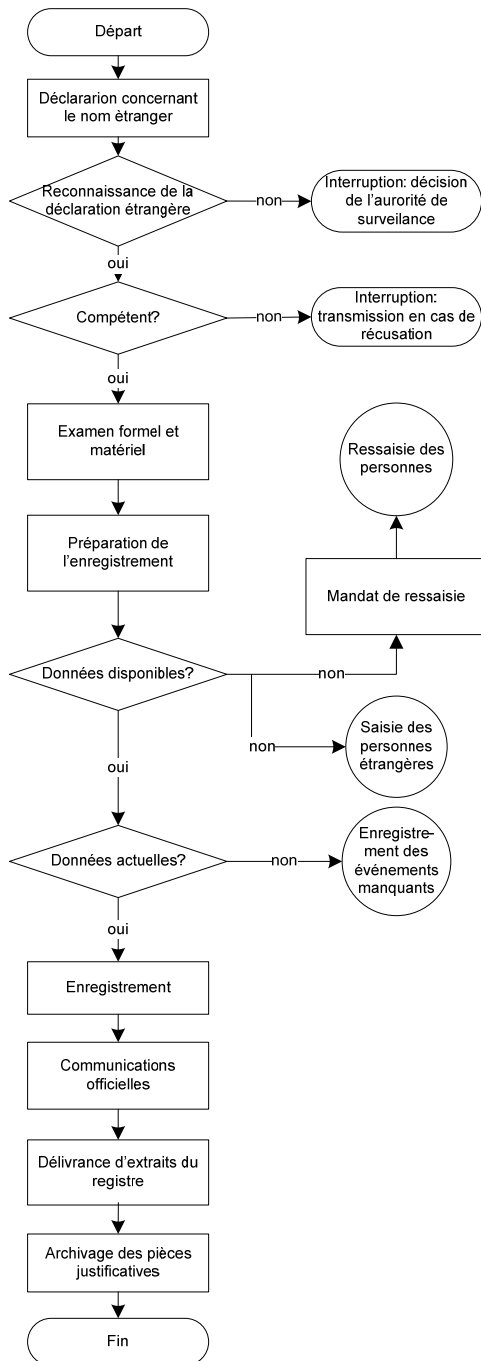 Départ
Déclararion concernant
le nom ètranger
Reconnaissance de la
déclaration étrangère
non
Interruption: décision
de l'aurorité de
surveilance
oui
Compétent?
non
Interruption:
transmission en cas de
récusation
oui
Examen formel et
matériel
Ressaisie des
personnes
Préparation de
l'enregistrement
Mandat de ressaisie
Données disponibles?
non
non
Saisie des
personnes
étrangères
oui
Données actuelles?
non
Enregistre-
ment des
événements
manquants
oui
Enregistrement
Communications
officielles
Délivrance d'extraits du
registre
Archivage des pièces
justificatives
Fin